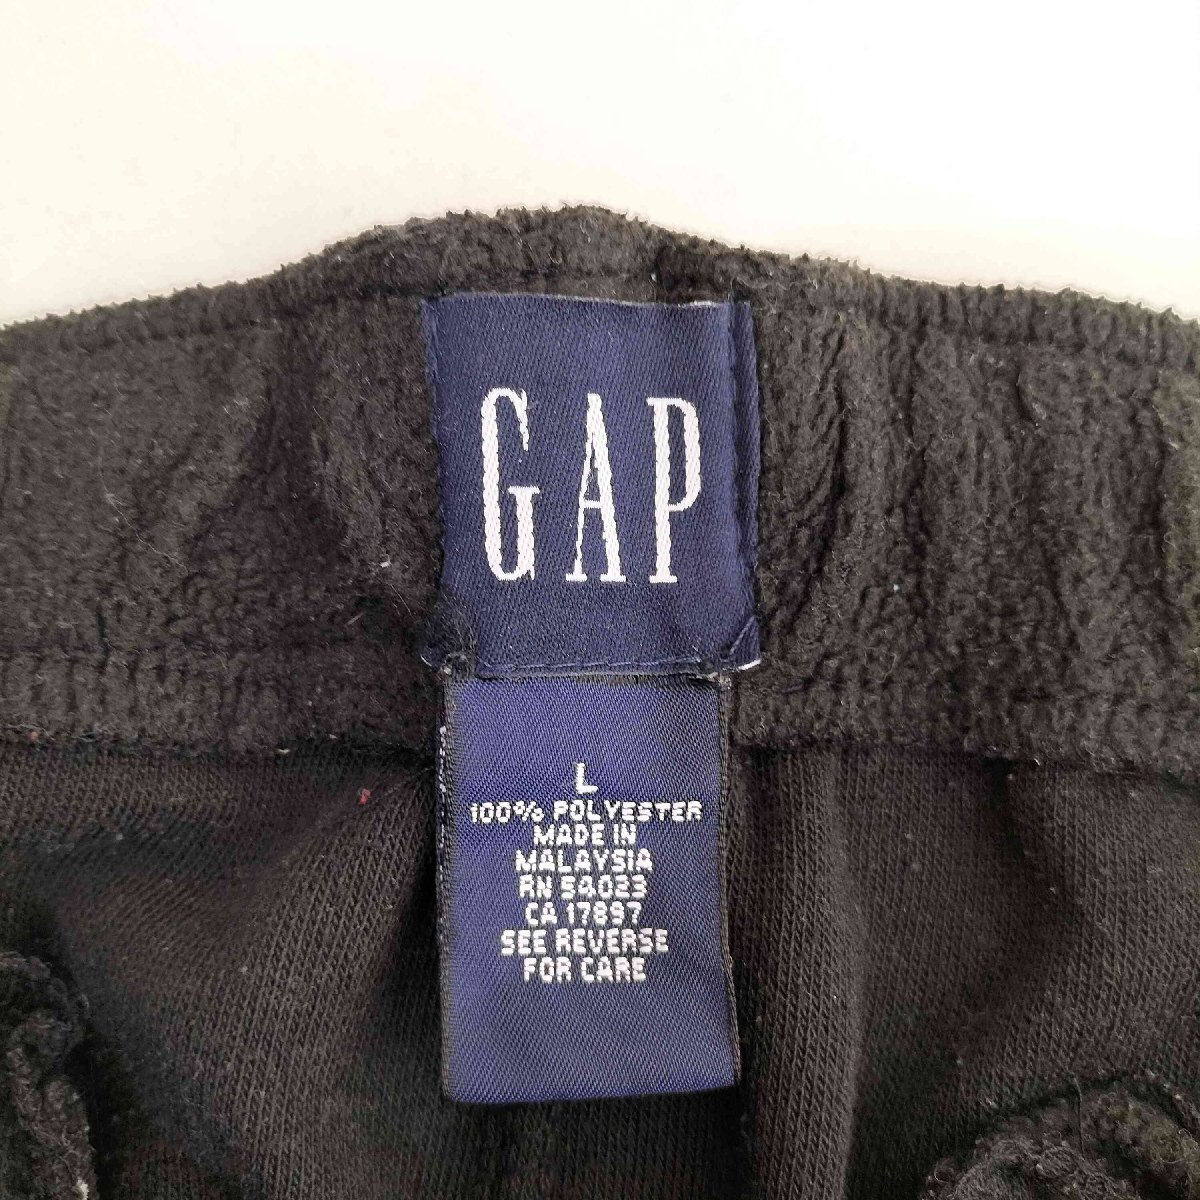 GAP
L
100% POLYESTER
MADE IN
MALAYSIA
RN 54023
CA 17897
SEE REVERSE
FOR CARE